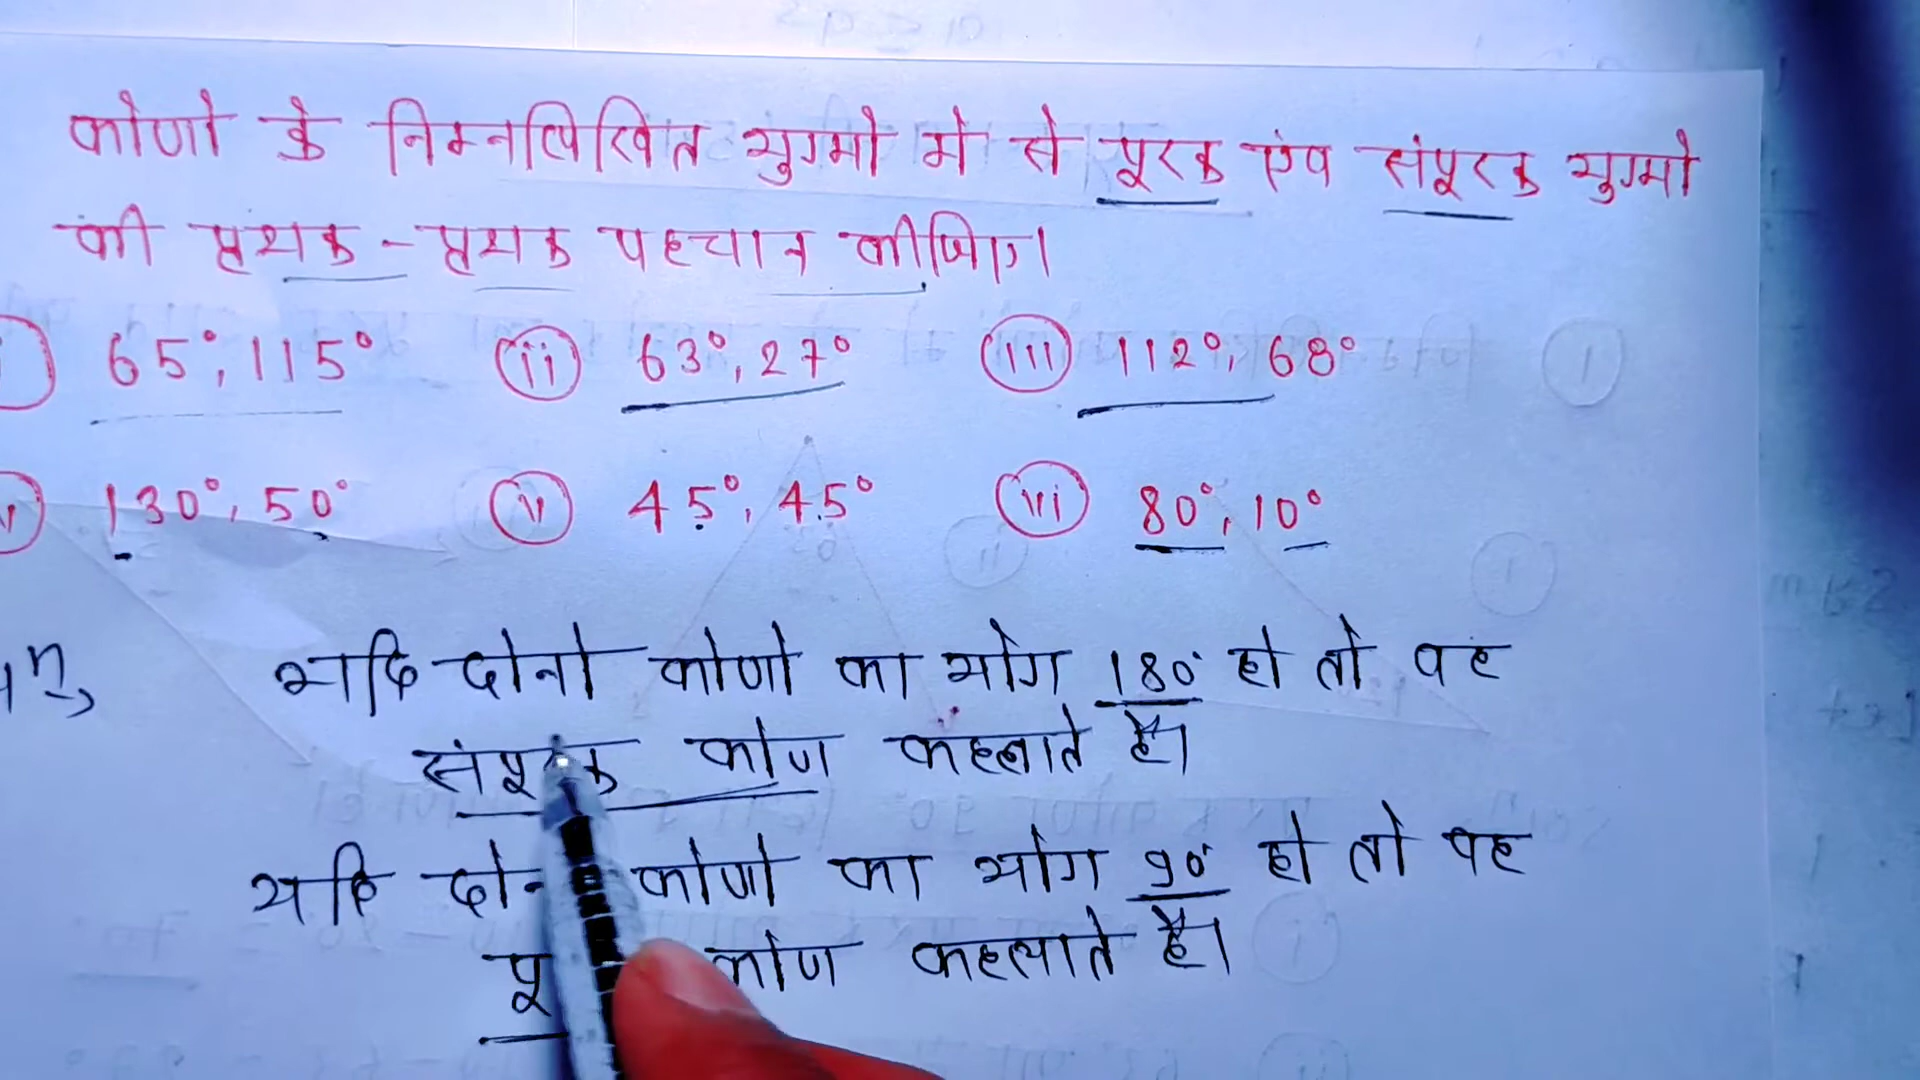 कोणो के निम्नलिखित युग्मो मे से पूरक एंव संपूरक युग्मो
की पृथक - पृथक पहचान कीजिए।
65°, 115° (ii) 63°, 27° (iii) 112°, 68°
130°, 50° (v) 45°, 45° (vi) 80°, 10°
यदि दोनो कोणो का योग 180° हो तो वह
संपूरक कोण कहलाते है।
यदि कोणो का योग 90° हो तो वह
कोण कहलाते है।